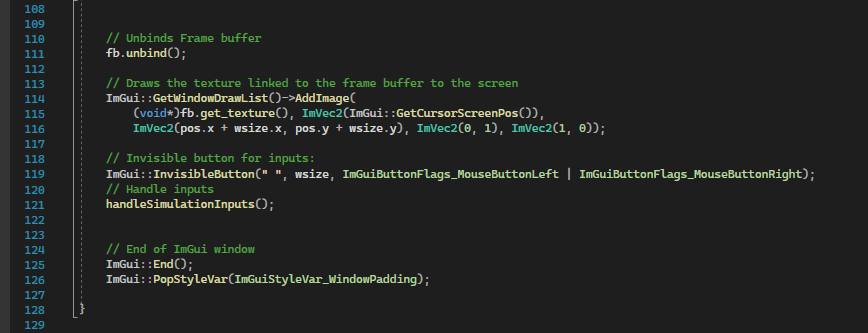 108
109
110 // Unbinds Frame buffer
111 fb.unbind();
112
113 // Draws the texture linked to the frame buffer to the screen
114 ImGui::GetWindowDrawList()->AddImage(
115 (void*)fb.get_texture(), ImVec2(ImGui::GetCursorScreenPos()),
116 ImVec2(pos.x + wsize.x, pos.y + wsize.y), ImVec2(0, 1), ImVec2(1, 0));
117
118 // Invisible button for inputs:
119 ImGui::InvisibleButton(" ", wsize, ImGuiButtonFlags_MouseButtonLeft | ImGuiButtonFlags_MouseButtonRight);
120 // Handle inputs
121 handleSimulationInputs();
122
123
124 // End of ImGui window
125 ImGui::End();
126 ImGui::PopStyleVar(ImGuiStyleVar_WindowPadding);
127
128 }
129